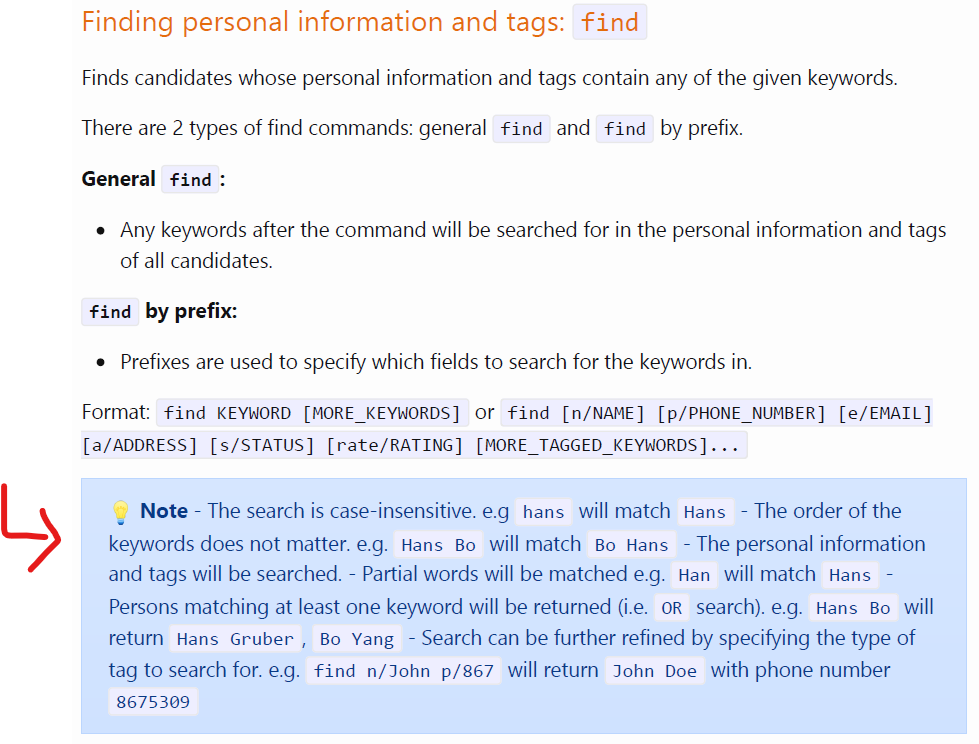 Finding personal information and tags: find
Finds candidates whose personal information and tags contain any of the given keywords.
There are 2 types of find commands: general find and find by prefix.
General find:
• Any keywords after the command will be searched for in the personal information and tags
of all candidates.
find by prefix:
• Prefixes are used to specify which fields to search for the keywords in.
Format: find KEYWORD [MORE_KEYWORDS] or find [n/NAME] [p/PHONE_NUMBER] [e/EMAIL]
[a/ADDRESS] [s/STATUS] [rate/RATING] [MORE_TAGGED_KEYWORDS]...
💡 Note - The search is case-insensitive. e.g hans will match Hans - The order of the
keywords does not matter. e.g. Hans Bo will match Bo Hans - The personal information
and tags will be searched. - Partial words will be matched e.g. Han will match Hans -
Persons matching at least one keyword will be returned (i.e. OR search). e.g. Hans Bo will
return Hans Gruber, Bo Yang - Search can be further refined by specifying the type of
tag to search for. e.g. find n/John p/867 will return John Doe with phone number
8675309